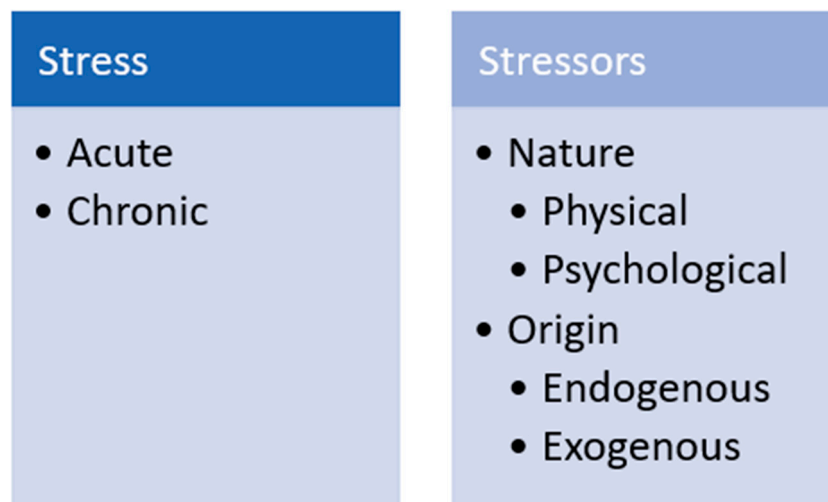 Stress
• Acute
• Chronic
Stressors
• Nature
• Physical
• Psychological
• Origin
• Endogenous
• Exogenous